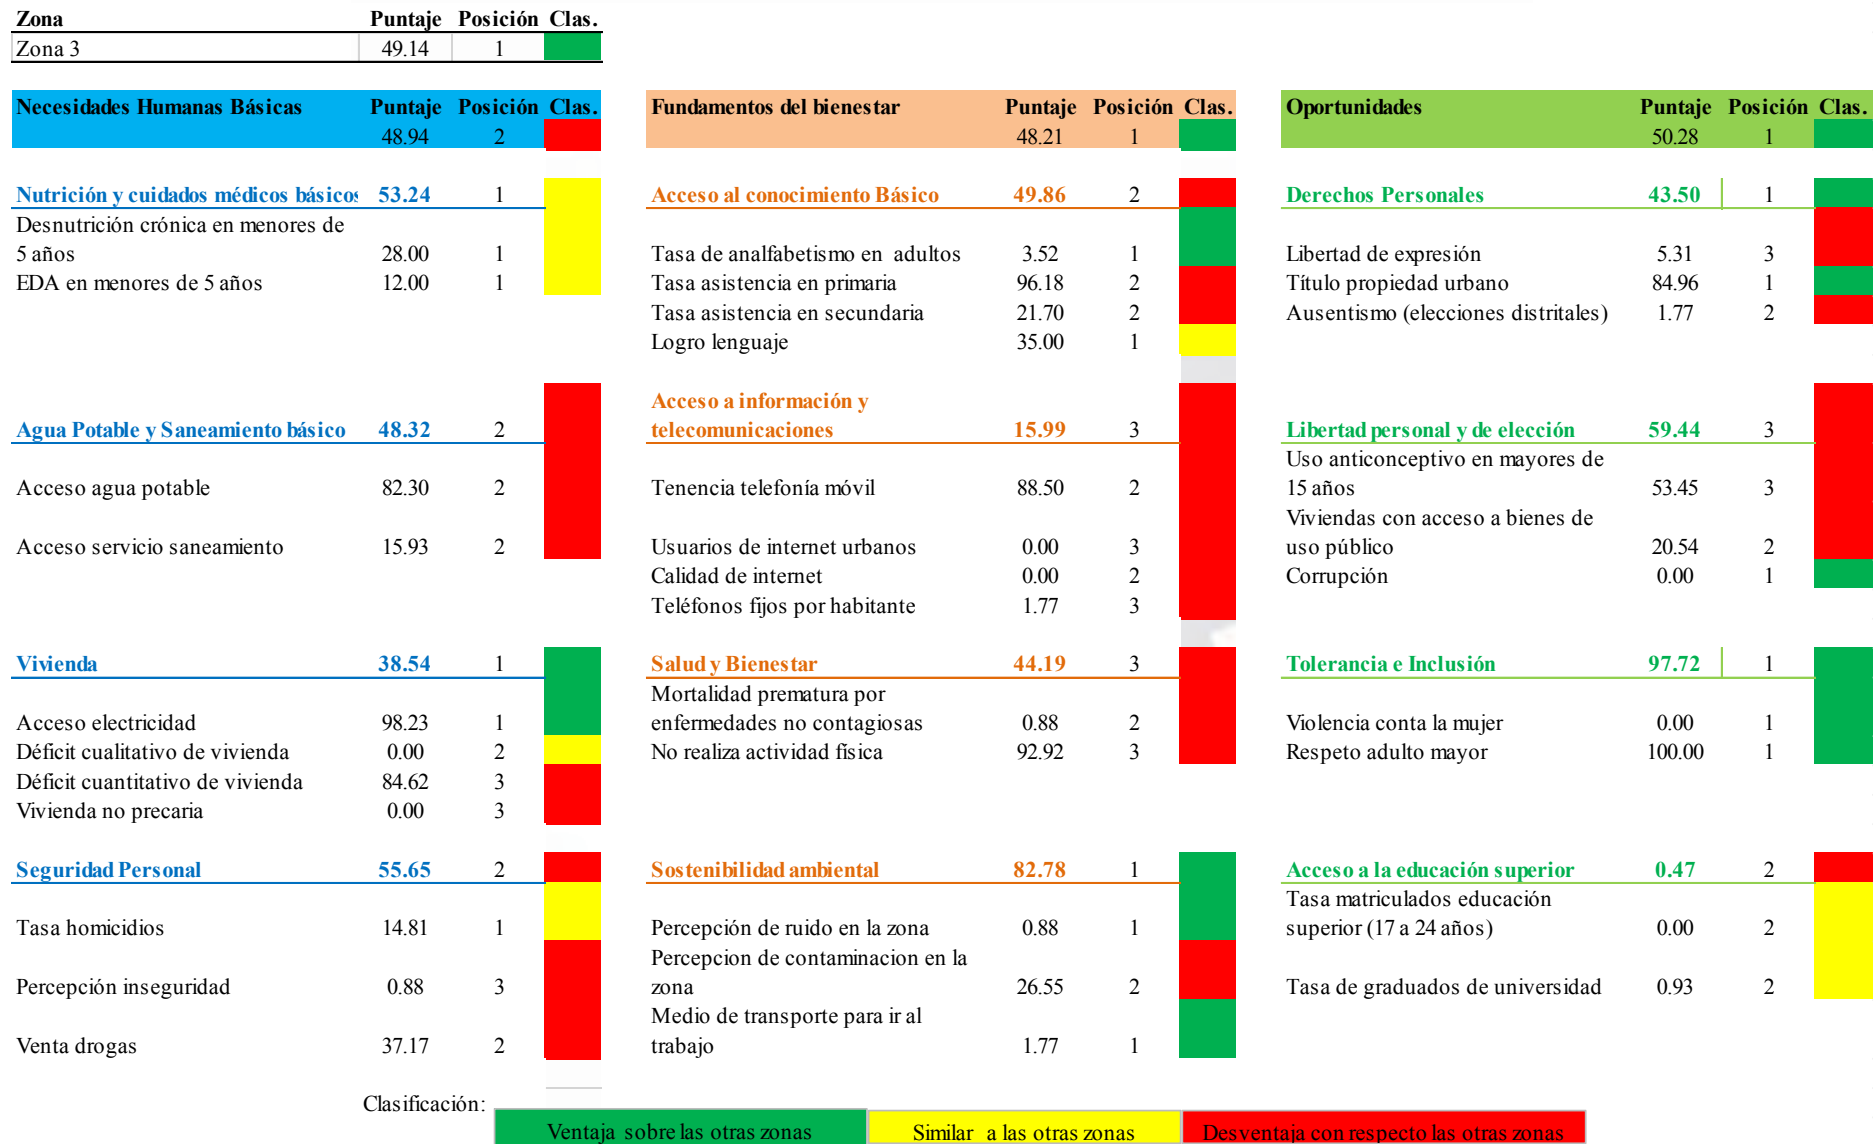 Zona Puntaje Posición Clas.
Zona 3 49.14 1
Necesidades Humanas Básicas Puntaje Posición Clas.
48.94 2
Nutrición y cuidados médicos básicos 53.24 1
Desnutrición crónica en menores de
5 años 28.00 1
EDA en menores de 5 años 12.00 1
Agua Potable y Saneamiento básico 48.32 2
Acceso agua potable 82.30 2
Acceso servicio saneamiento 15.93 2
Vivienda 38.54 1
Acceso electricidad 98.23 1
Déficit cualitativo de vivienda 0.00 2
Déficit cuantitativo de vivienda 84.62 3
Vivienda no precaria 0.00 3
Seguridad Personal 55.65 2
Tasa homicidios 14.81 1
Percepción inseguridad 0.88 3
Venta drogas 37.17 2
Fundamentos del bienestar Puntaje Posición Clas.
48.21 1
Acceso al conocimiento Básico 49.86 2
Tasa de analfabetismo en adultos 3.52 1
Tasa asistencia en primaria 96.18 2
Tasa asistencia en secundaria 21.70 2
Logro lenguaje 35.00 1
Acceso a información y
telecomunicaciones 15.99 3
Tenencia telefonía móvil 88.50 2
Usuarios de internet urbanos 0.00 3
Calidad de internet 0.00 2
Teléfonos fijos por habitante 1.77 3
Salud y Bienestar 44.19 3
Mortalidad prematura por
enfermedades no contagiosas 0.88 2
No realiza actividad física 92.92 3
Sostenibilidad ambiental 82.78 1
Percepción de ruido en la zona 0.88 1
Percepcion de contaminacion en la
zona 26.55 2
Medio de transporte para ir al
trabajo 1.77 1
Oportunidades Puntaje Posición Clas.
50.28 1
Derechos Personales 43.50 1
Libertad de expresión 5.31 3
Título propiedad urbano 84.96 1
Ausentismo (elecciones distritales) 1.77 2
Libertad personal y de elección 59.44 3
Uso anticonceptivo en mayores de
15 años 53.45 3
Viviendas con acceso a bienes de
uso público 20.54 2
Corrupción 0.00 1
Tolerancia e Inclusión 97.72 1
Violencia conta la mujer 0.00 1
Respeto adulto mayor 100.00 1
Acceso a la educación superior 0.47 2
Tasa matriculados educación
superior (17 a 24 años) 0.00 2
Tasa de graduados de universidad 0.93 2
Clasificación:
Ventaja sobre las otras zonas
Similar a las otras zonas
Desventaja con respecto las otras zonas